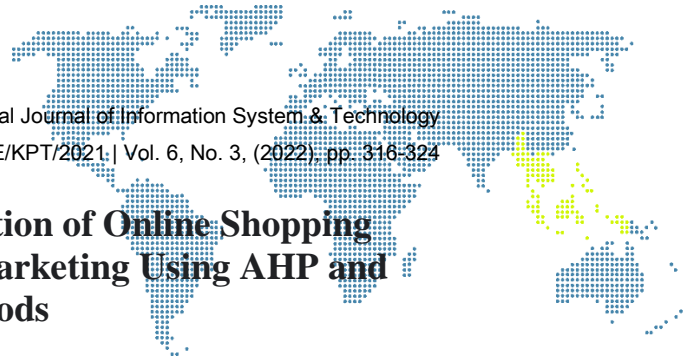 al Journal of Information System & Technology
E/KPT/2021 | Vol. 6, No. 3, (2022), pp. 316-324
tion of Online Shopping
arketing Using AHP and
ods